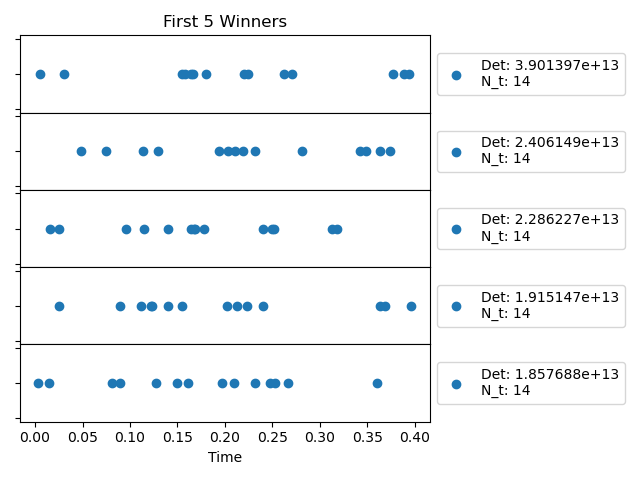 First 5 Winners
Det: 3.901397e+13
N_t: 14
Det: 2.406149e+13
N_t: 14
Det: 2.286227e+13
N_t: 14
Det: 1.915147e+13
N_t: 14
Det: 1.857688e+13
N_t: 14
0.00 0.05 0.10 0.15 0.20 0.25 0.30 0.35 0.40
Time